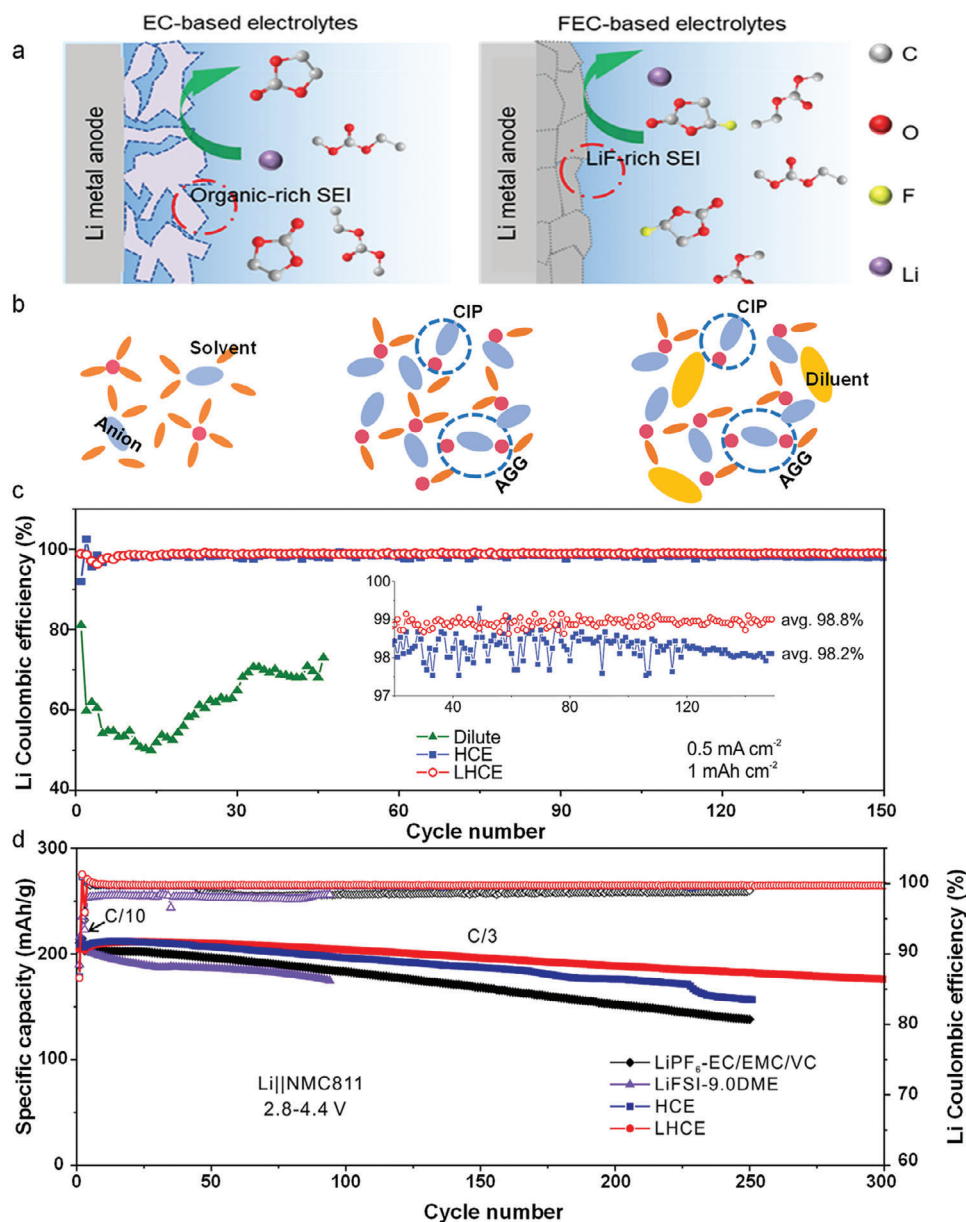 EC-based electrolytes
FEC-based electrolytes
a
Li metal anode
Organic-rich SEI
Li metal anode
LiF-rich SEI
C
O
F
Li
b
Solvent
Anion
CIP
AGG
CIP
Diluent
AGG
c
Li Coulombic efficiency (%)
100
80
60
40
0
30
60
90
120
150
Cycle number
100
99
98
97
40
80
120
avg. 98.8%
avg. 98.2%
Dilute
HCE
LHCE
0.5 mA cm⁻²
1 mAh cm⁻²
d
Specific capacity (mAh/g)
300
200
100
0
C/10
C/3
Li||NMC811
2.8-4.4 V
LiPF₆-EC/EMC/VC
LiFSI-9.0DME
HCE
LHCE
100
90
80
70
60
Li Coulombic efficiency (%)
0
50
100
150
200
250
300
Cycle number